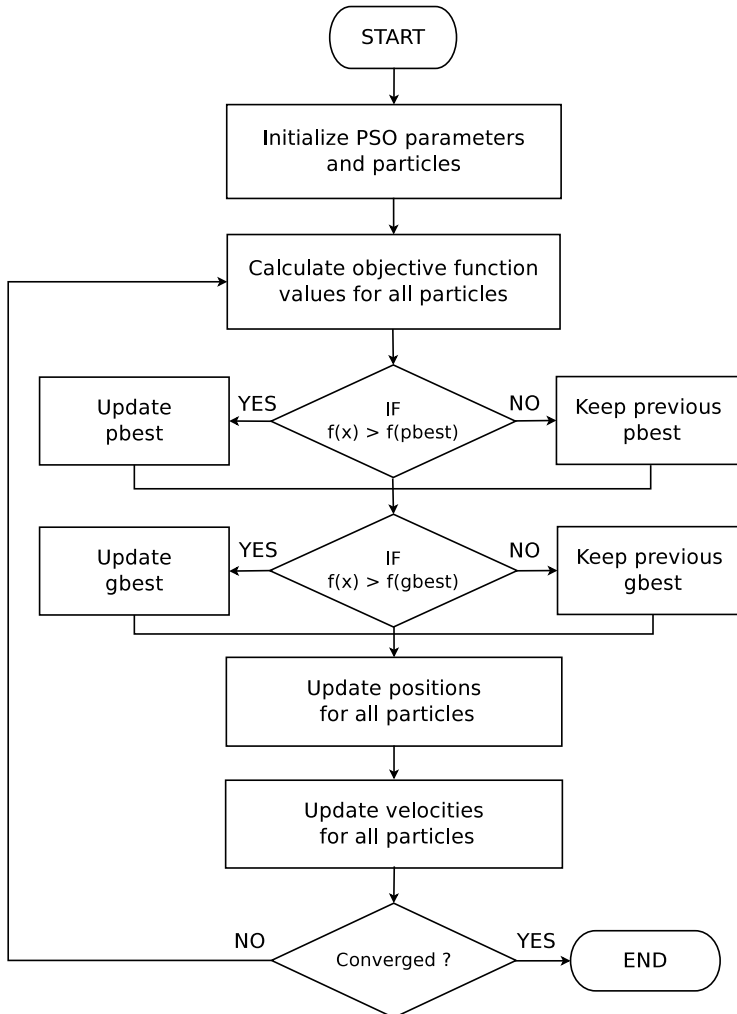 START
Initialize PSO parameters
and particles
Calculate objective function
values for all particles
YES
NO
Update
pbest
IF
f(x) > f(pbest)
Keep previous
pbest
YES
NO
Update
gbest
IF
f(x) > f(gbest)
Keep previous
gbest
Update positions
for all particles
Update velocities
for all particles
NO
Converged ?
YES
END